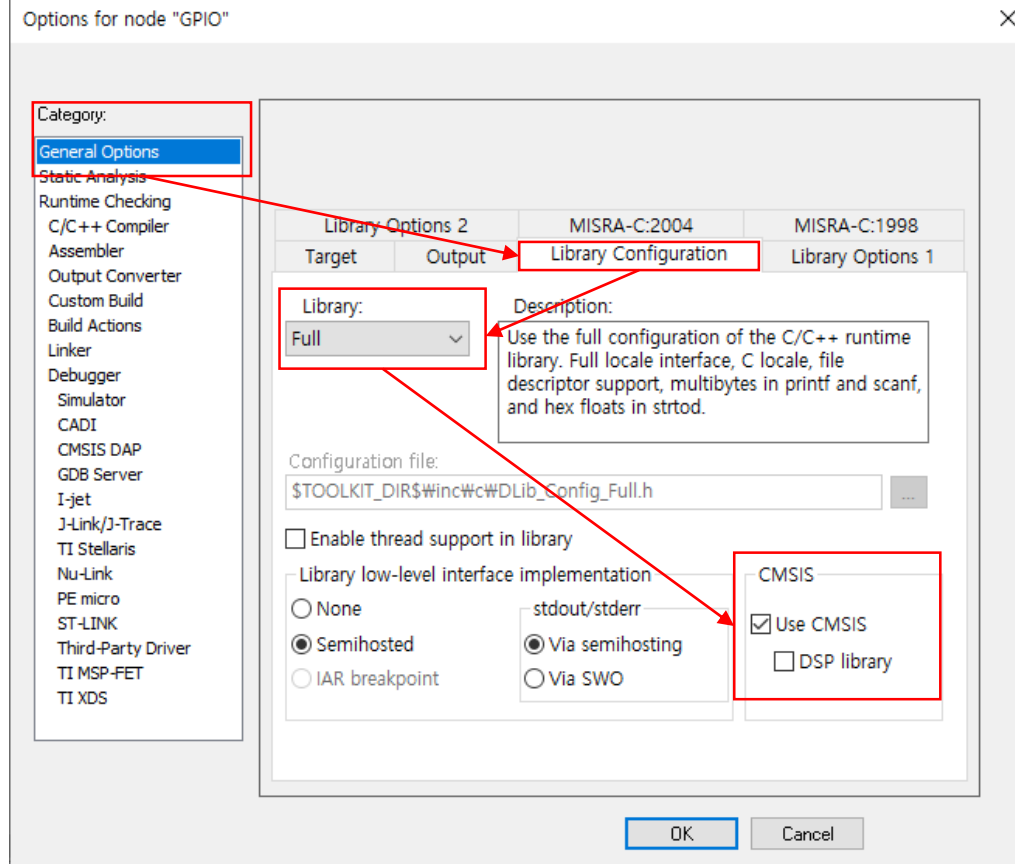 Options for node "GPIO"
Category:
General Options
Static Analysis
Runtime Checking
C/C++ Compiler
Assembler
Output Converter
Custom Build
Build Actions
Linker
Debugger
Simulator
CADI
CMSIS DAP
GDB Server
I-jet
J-Link/J-Trace
TI Stellaris
Nu-Link
PE micro
ST-LINK
Third-Party Driver
TI MSP-FET
TI XDS
Library Options 2
MISRA-C:2004
MISRA-C:1998
Target
Output
Library Configuration
Library Options 1
Library:
Full
Description:
Use the full configuration of the C/C++ runtime
library. Full locale interface, C locale, file
descriptor support, multibytes in printf and scanf,
and hex floats in strtod.
Configuration file:
$TOOLKIT_DIR$₩inc₩c₩DLib_Config_Full.h
...
Enable thread support in library
Library low-level interface implementation
None
Semihosted
IAR breakpoint
stdout/stderr
Via semihosting
Via SWO
CMSIS
Use CMSIS
DSP library
OK
Cancel